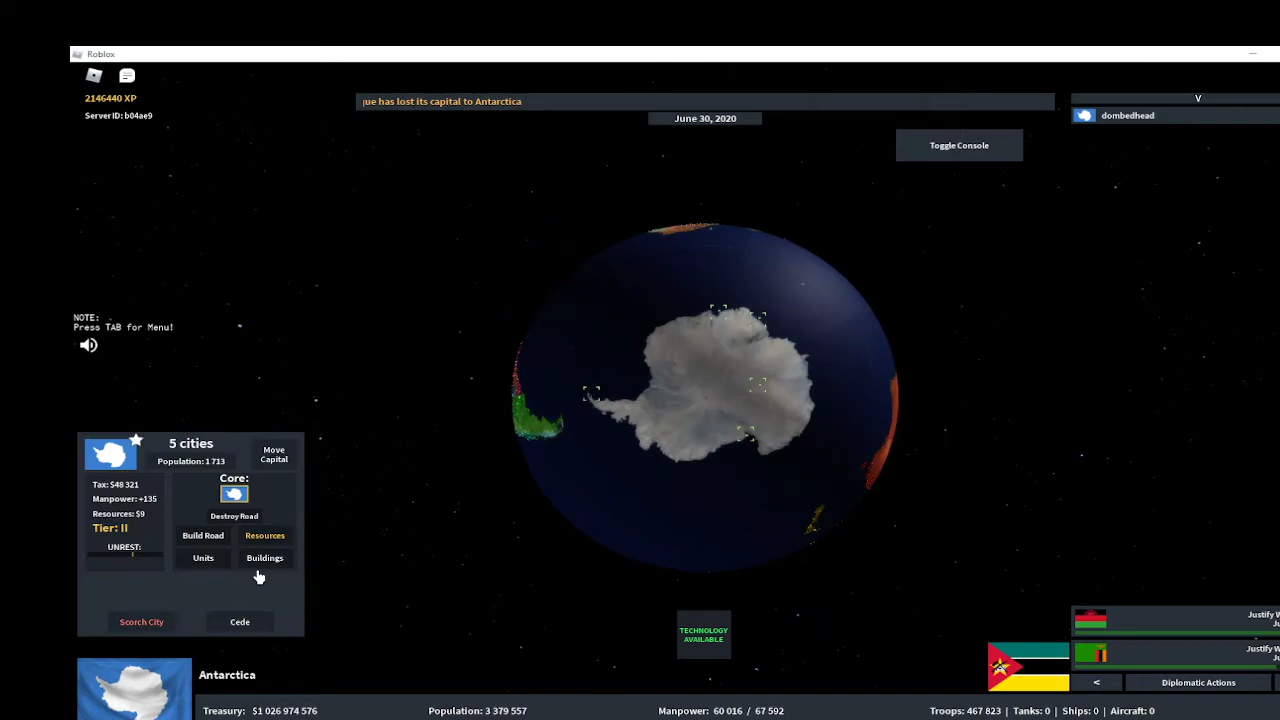 Roblox
2146440 XP
ServerID: b04ae9
ue has lost its capital to Antarctica
June 30, 2020
V
dombedhead
Toggle Console
NOTE:
Press TAB for Menu!
5 cities
Population: 1 713
Move
Capital
Tax: $48 321
Manpower: +135
Resources: $9
Tier: II
UNREST:
Core:
Destroy Road
Build Road
Resources
Units
Buildings
Scorch City
Cede
TECHNOLOGY
AVAILABLE
Justify W
Ju
Justify W
Ju
<
Diplomatic Actions
Antarctica
Treasury: $1 026 974 576
Population: 3 379 557
Manpower: 60 016 / 67 592
Troops: 467 823 | Tanks: 0 | Ships: 0 | Aircraft: 0